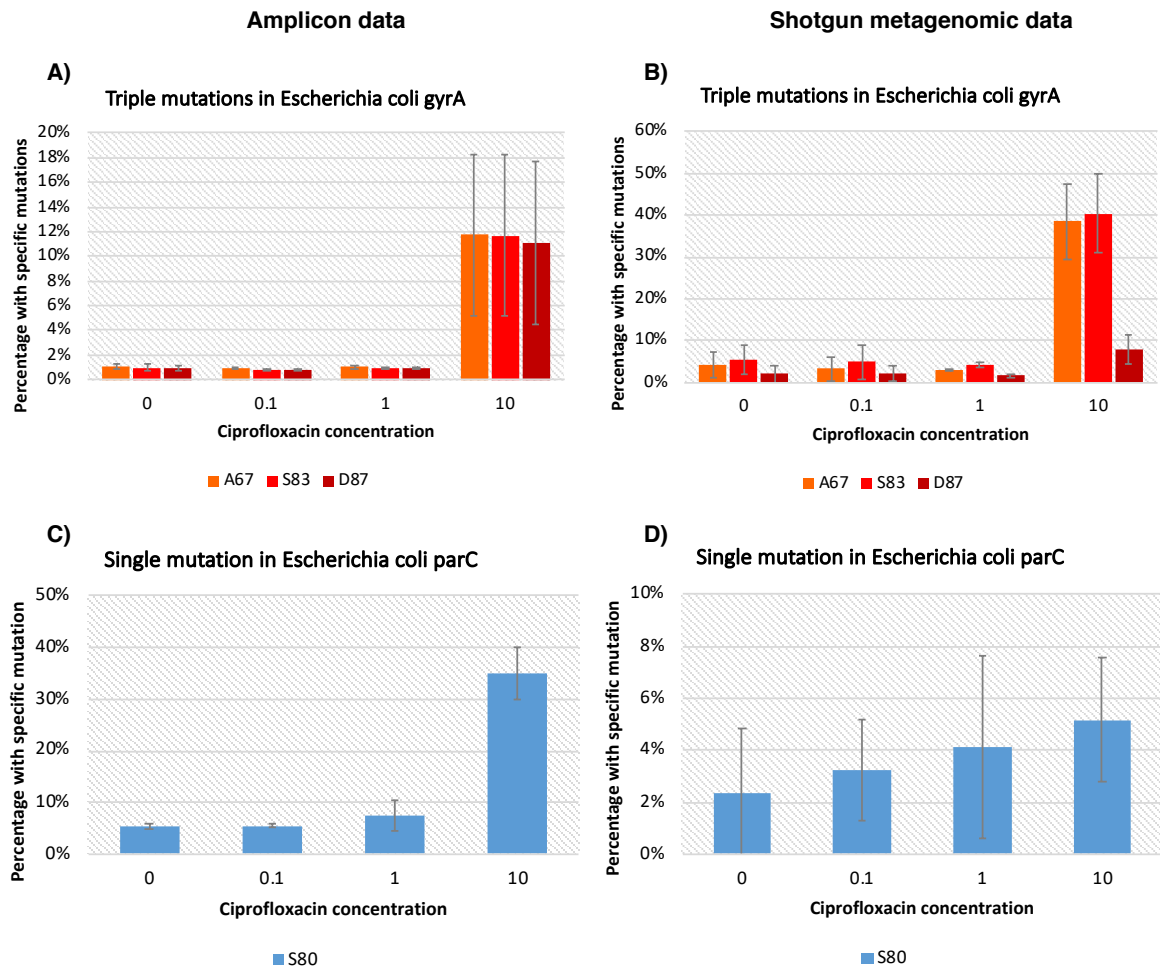 Amplicon data
Shotgun metagenomic data
A)
Triple mutations in Escherichia coli gyrA
Percentage with specific mutations
20%
18%
16%
14%
12%
10%
8%
6%
4%
2%
0%
0 0.1 1 10
Ciprofloxacin concentration
A67 S83 D87
B)
Triple mutations in Escherichia coli gyrA
Percentage with specific mutations
60%
50%
40%
30%
20%
10%
0%
0 0.1 1 10
Ciprofloxacin concentration
A67 S83 D87
C)
Single mutation in Escherichia coli parC
Percentage with specific mutation
50%
40%
30%
20%
10%
0%
0 0.1 1 10
Ciprofloxacin concentration
S80
D)
Single mutation in Escherichia coli parC
Percentage with specific mutation
10%
8%
6%
4%
2%
0%
0 0.1 1 10
Ciprofloxacin concentration
S80